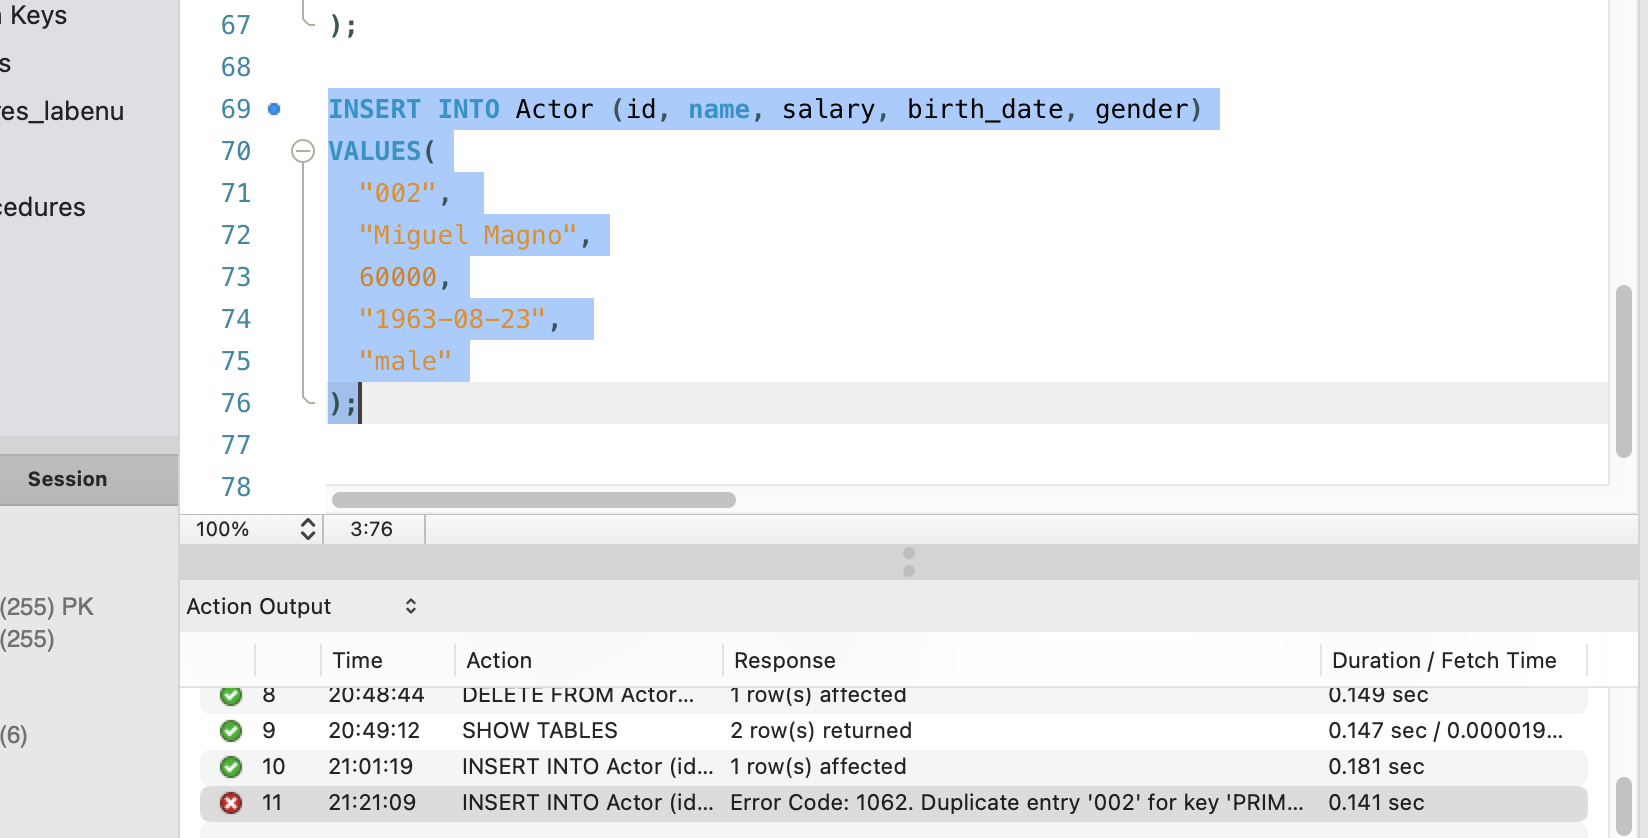 Keys
s
res_labenu
cedures
Session
(255) PK
(255)
(6)
67 );
68
69 INSERT INTO Actor (id, name, salary, birth_date, gender)
70 VALUES(
71 "002",
72 "Miguel Magno",
73 60000,
74 "1963-08-23",
75 "male"
76 );
77
78
100% 3:76
Action Output
Time Action Response Duration / Fetch Time
8 20:48:44 DELETE FROM Actor... 1 row(s) affected 0.149 sec
9 20:49:12 SHOW TABLES 2 row(s) returned 0.147 sec / 0.000019...
10 21:01:19 INSERT INTO Actor (id... 1 row(s) affected 0.181 sec
11 21:21:09 INSERT INTO Actor (id... Error Code: 1062. Duplicate entry '002' for key 'PRIM... 0.141 sec